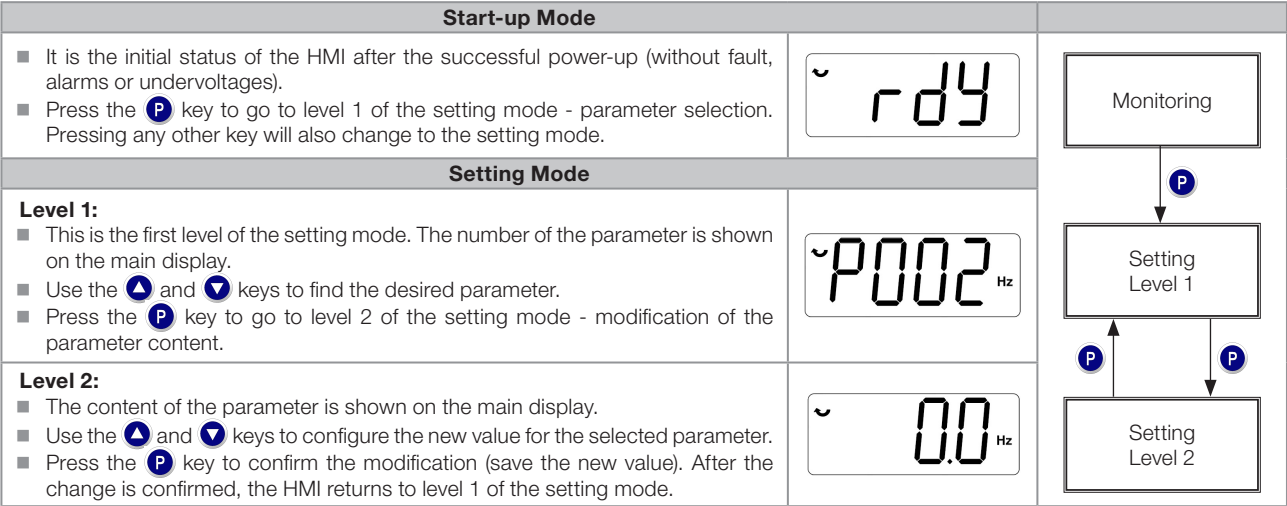 Start-up Mode
■ It is the initial status of the HMI after the successful power-up (without fault,
alarms or undervoltages).
■ Press the P key to go to level 1 of the setting mode - parameter selection.
Pressing any other key will also change to the setting mode.
rdy
Setting Mode
Level 1:
■ This is the first level of the setting mode. The number of the parameter is shown
on the main display.
■ Use the ▲ and ▼ keys to find the desired parameter.
■ Press the P key to go to level 2 of the setting mode - modification of the
parameter content.
P002 Hz
Level 2:
■ The content of the parameter is shown on the main display.
■ Use the ▲ and ▼ keys to configure the new value for the selected parameter.
■ Press the P key to confirm the modification (save the new value). After the
change is confirmed, the HMI returns to level 1 of the setting mode.
0.0 Hz
Monitoring
P
Setting
Level 1
P P
Setting
Level 2